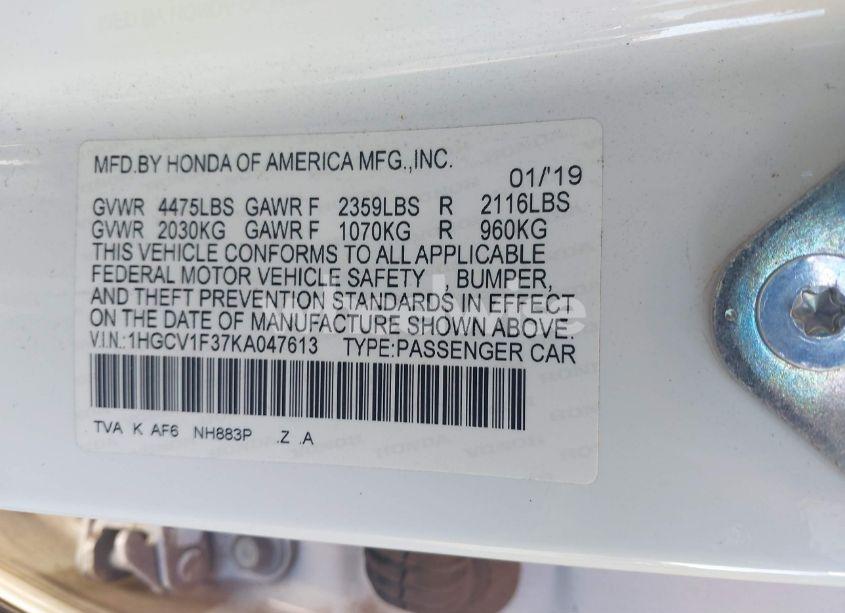 MFD.BY HONDA OF AMERICA MFG.,INC.
01/'19
GVWR 4475LBS GAWR F 2359LBS R 2116LBS
GVWR 2030KG GAWR F 1070KG R 960KG
THIS VEHICLE CONFORMS TO ALL APPLICABLE
FEDERAL MOTOR VEHICLE SAFETY , BUMPER,
AND THEFT PREVENTION STANDARDS IN EFFECT
ON THE DATE OF MANUFACTURE SHOWN ABOVE.
V.I.N.:1HGCV1F37KA047613 TYPE:PASSENGER CAR
TVA K AF6 NH883P .Z .A